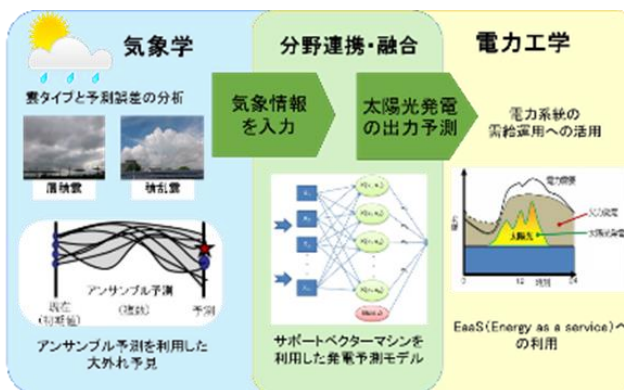 気象学
雲タイプと予測誤差の分析
層積雲
積乱雲
アンサンブル予測
現在
(初期値)
(複数)
予測
アンサンブル予測を利用した
大外れ予見
分野連携・融合
気象情報
を入力
太陽光発電
の出力予測
サポートベクターマシンを
利用した発電予測モデル
電力工学
電力系統の
需給運用への活用
電力需要
火力発電
太陽光発電
太陽光
12
時刻
24
EaaS(Energy as a service)へ
の利用